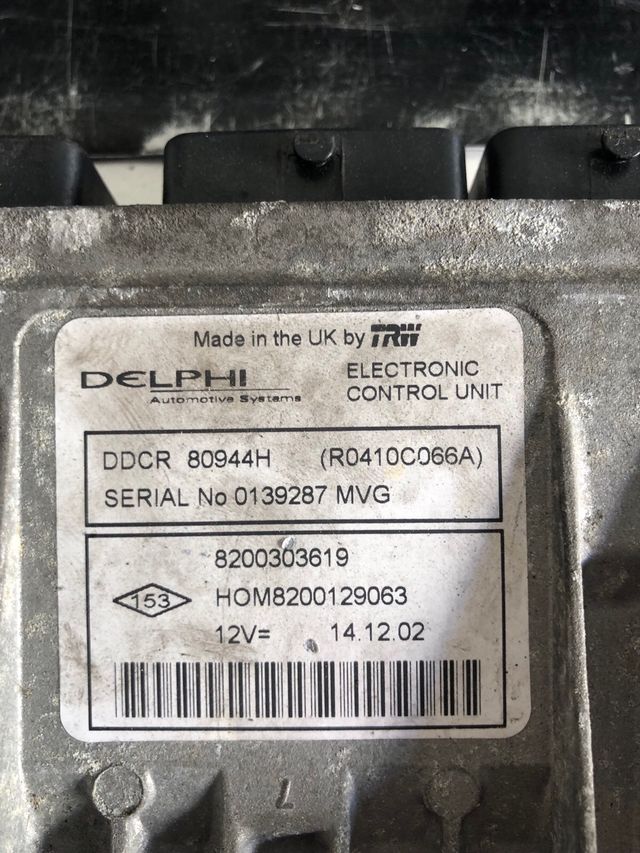 Made in the UK by TRW
DELPHI
Automotive Systems
ELECTRONIC
CONTROL UNIT
DDCR 80944H (R0410C066A)
SERIAL No 0139287 MVG
8200303619
153 HOM8200129063
12V= 14.12.02